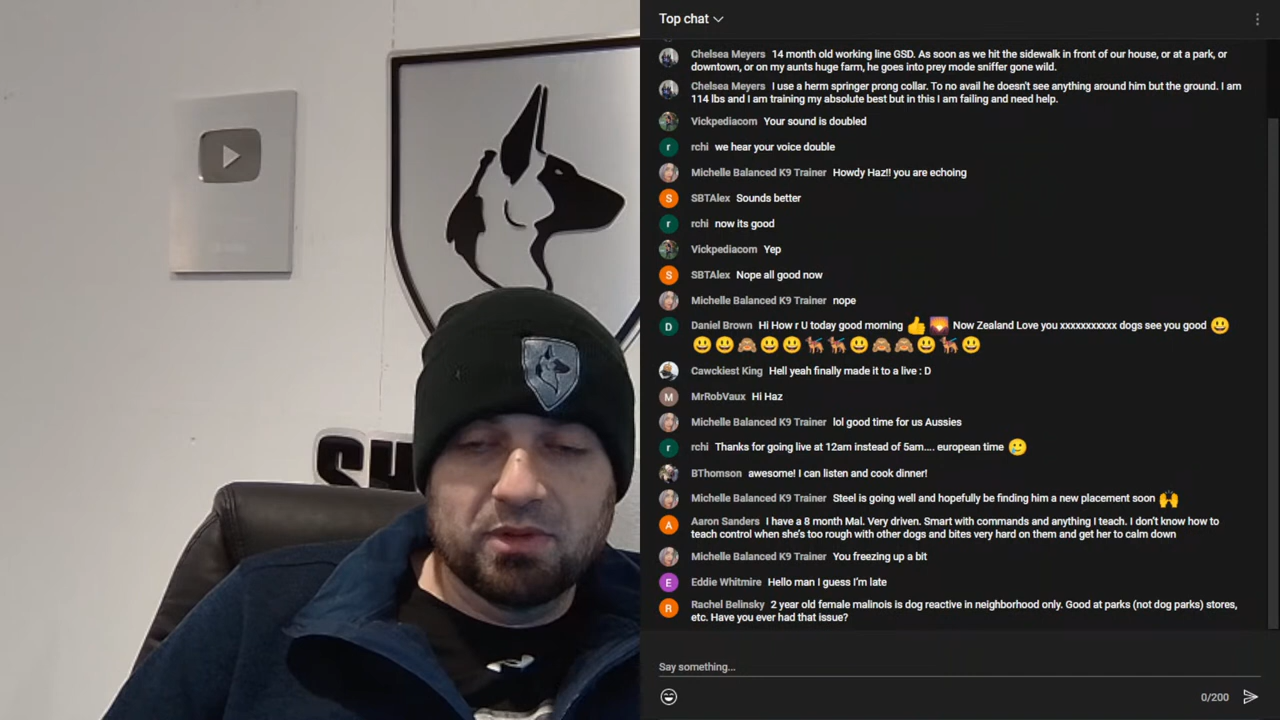 Top chat
Chelsea Meyers 14 month old working line GSD. As soon as we hit the sidewalk in front of our house, or at a park, or
downtown, or on my aunts huge farm, he goes into prey mode sniffer gone wild.
Chelsea Meyers I use a herm springer prong collar. To no avail he doesn't see anything around him but the ground. I am
114 lbs and I am training my absolute best but in this I am failing and need help.
Vickpediacom Your sound is doubled
r rchi we hear your voice double
Michelle Balanced K9 Trainer Howdy Haz!! you are echoing
S SBTAlex Sounds better
r rchi now its good
Vickpediacom Yep
S SBTAlex Nope all good now
Michelle Balanced K9 Trainer nope
D Daniel Brown Hi How r U today good morning 👍🌅 Now Zealand Love you xxxxxxxxxxx dogs see you good 😃
😃😃🙈😃😃🐕‍🦺🐕‍🦺😃🙈🙈😃🐕‍🦺😃
Cawckiest King Hell yeah finally made it to a live : D
M MrRobVaux Hi Haz
Michelle Balanced K9 Trainer lol good time for us Aussies
r rchi Thanks for going live at 12am instead of 5am.... european time 🥲
BThomson awesome! I can listen and cook dinner!
Michelle Balanced K9 Trainer Steel is going well and hopefully be finding him a new placement soon 🙌
A Aaron Sanders I have a 8 month Mal. Very driven. Smart with commands and anything I teach. I don't know how to
teach control when she's too rough with other dogs and bites very hard on them and get her to calm down
Michelle Balanced K9 Trainer You freezing up a bit
E Eddie Whitmire Hello man I guess I'm late
R Rachel Belinsky 2 year old female malinois is dog reactive in neighborhood only. Good at parks (not dog parks) stores,
etc. Have you ever had that issue?
Say something...
0/200
SH